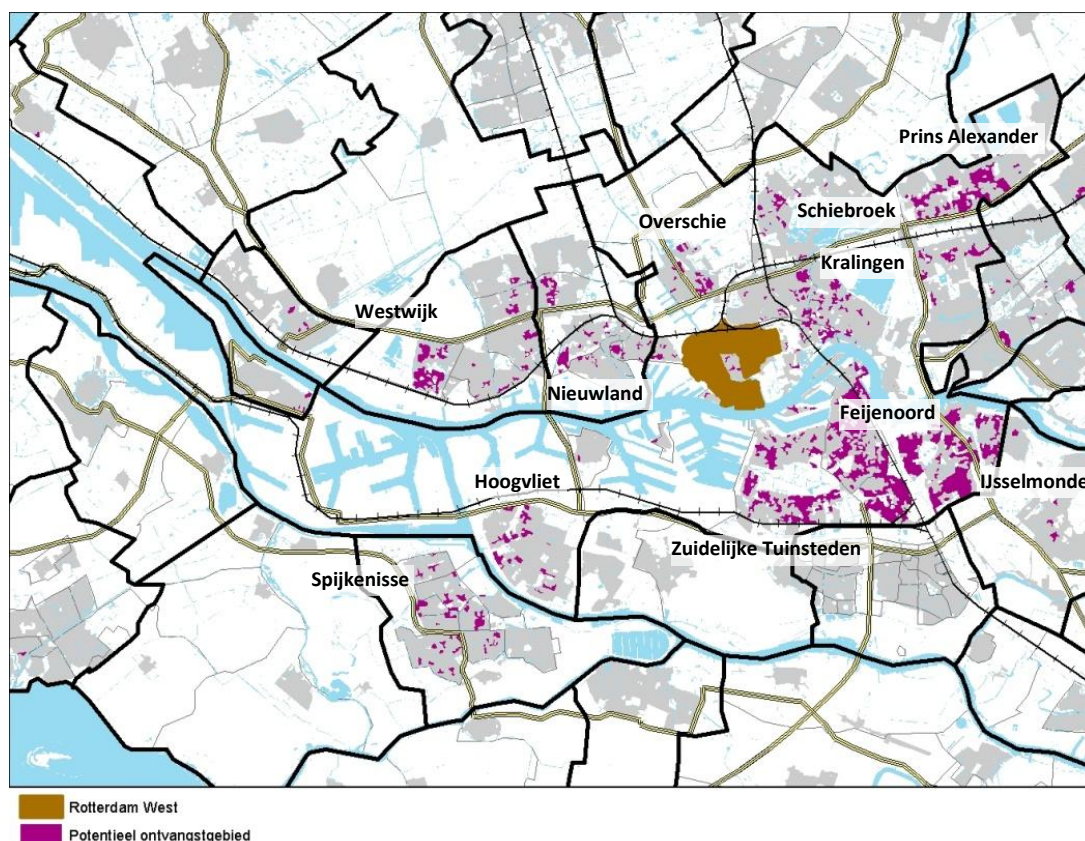 Prins Alexander
Schiebroek
Overschie
Kralingen
Westwijk
Nieuwland
Feijenoord
Hoogvliet
IJsselmonde
Zuidelijke Tuinsteden
Spijkenisse
Rotterdam West
Potentieel ontvangstgebied